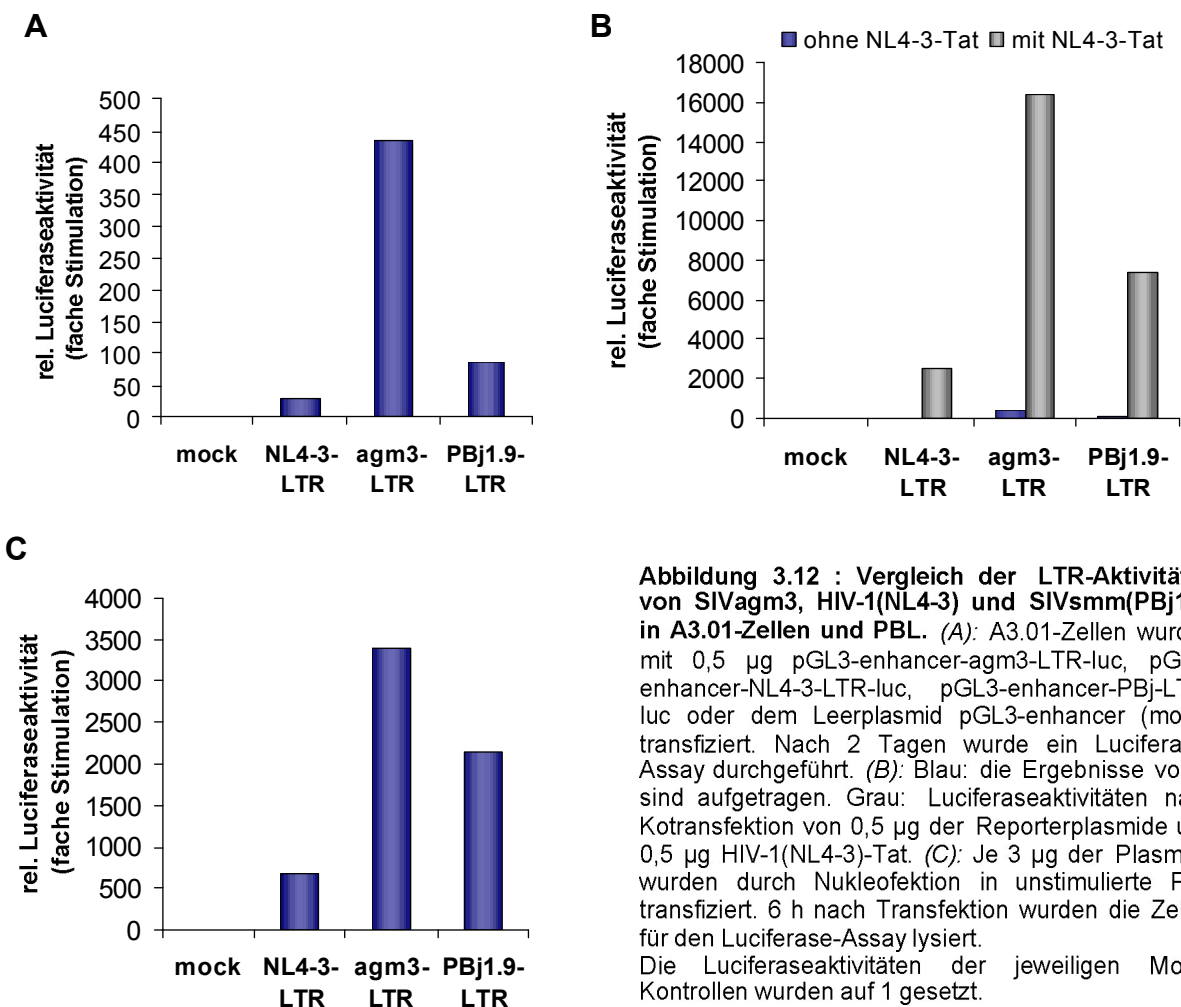 A
rel. Luciferaseaktivität
(fache Stimulation)
500
450
400
350
300
250
200
150
100
50
0
mock NL4-3- agm3- PBj1.9-
LTR LTR LTR
B
ohne NL4-3-Tat mit NL4-3-Tat
rel. Luciferaseaktivität
(fache Stimulation)
18000
16000
14000
12000
10000
8000
6000
4000
2000
0
mock NL4-3- agm3- PBj1.9-
LTR LTR LTR
C
rel. Luciferaseaktivität
(fache Stimulation)
4000
3500
3000
2500
2000
1500
1000
500
0
mock NL4-3- agm3- PBj1.9-
LTR LTR LTR
Abbildung 3.12 : Vergleich der LTR-Aktivität
von SIVagm3, HIV-1(NL4-3) und SIVsmm(PBj1
in A3.01-Zellen und PBL. (A): A3.01-Zellen wurd
mit 0,5 µg pGL3-enhancer-agm3-LTR-luc, pG
enhancer-NL4-3-LTR-luc, pGL3-enhancer-PBj-LT
luc oder dem Leerplasmid pGL3-enhancer (mo
transfiziert. Nach 2 Tagen wurde ein Lucifera
Assay durchgeführt. (B): Blau: die Ergebnisse vo
sind aufgetragen. Grau: Luciferaseaktivitäten na
Kotransfektion von 0,5 µg der Reporterplasmide u
0,5 µg HIV-1(NL4-3)-Tat. (C): Je 3 µg der Plasm
wurden durch Nukleofektion in unstimulierte P
transfiziert. 6 h nach Transfektion wurden die Zel
für den Luciferase-Assay lysiert.
Die Luciferaseaktivitäten der jeweiligen Mo
Kontrollen wurden auf 1 gesetzt.